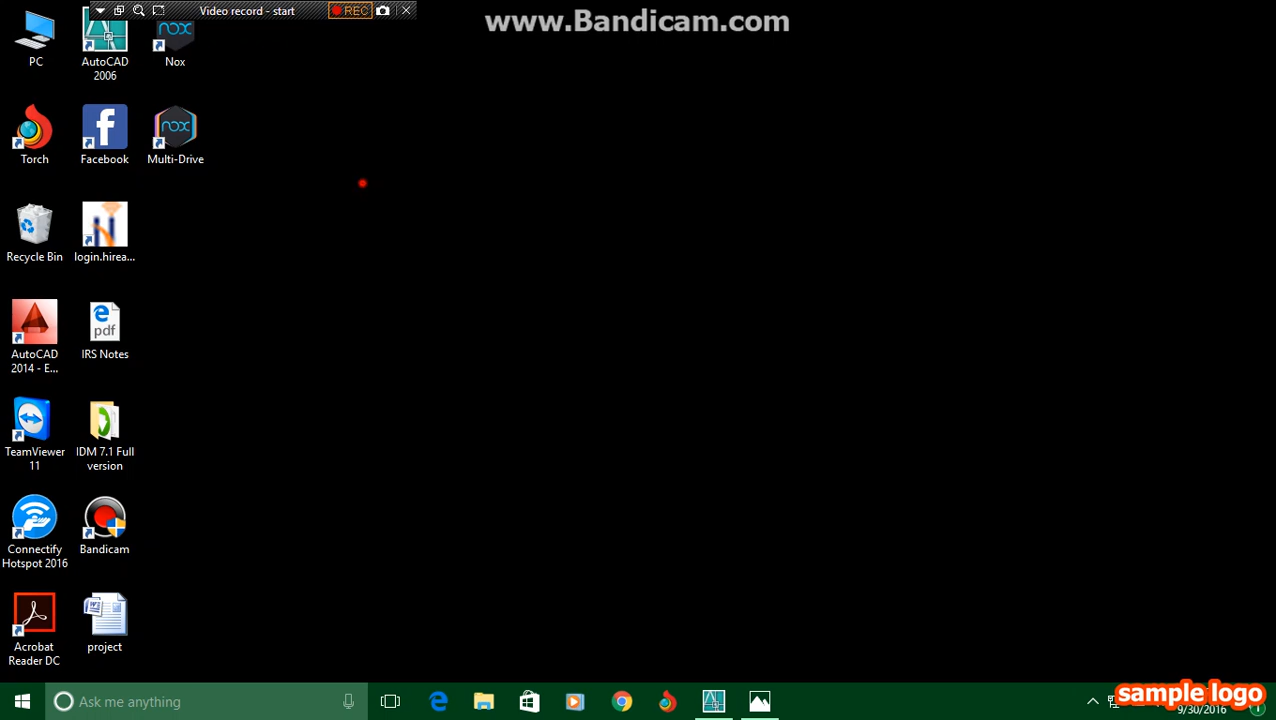 Video record - start
REC
www.Bandicam.com
PC
AutoCAD
2006
Nox
nox
Torch
Facebook
Multi-Drive
Recycle Bin
login.hirea...
AutoCAD
2014 - E...
pdf
IRS Notes
TeamViewer
11
IDM 7.1 Full
version
Connectify
Hotspot 2016
Bandicam
Acrobat
Reader DC
project
Ask me anything
sample logo
9/30/2016